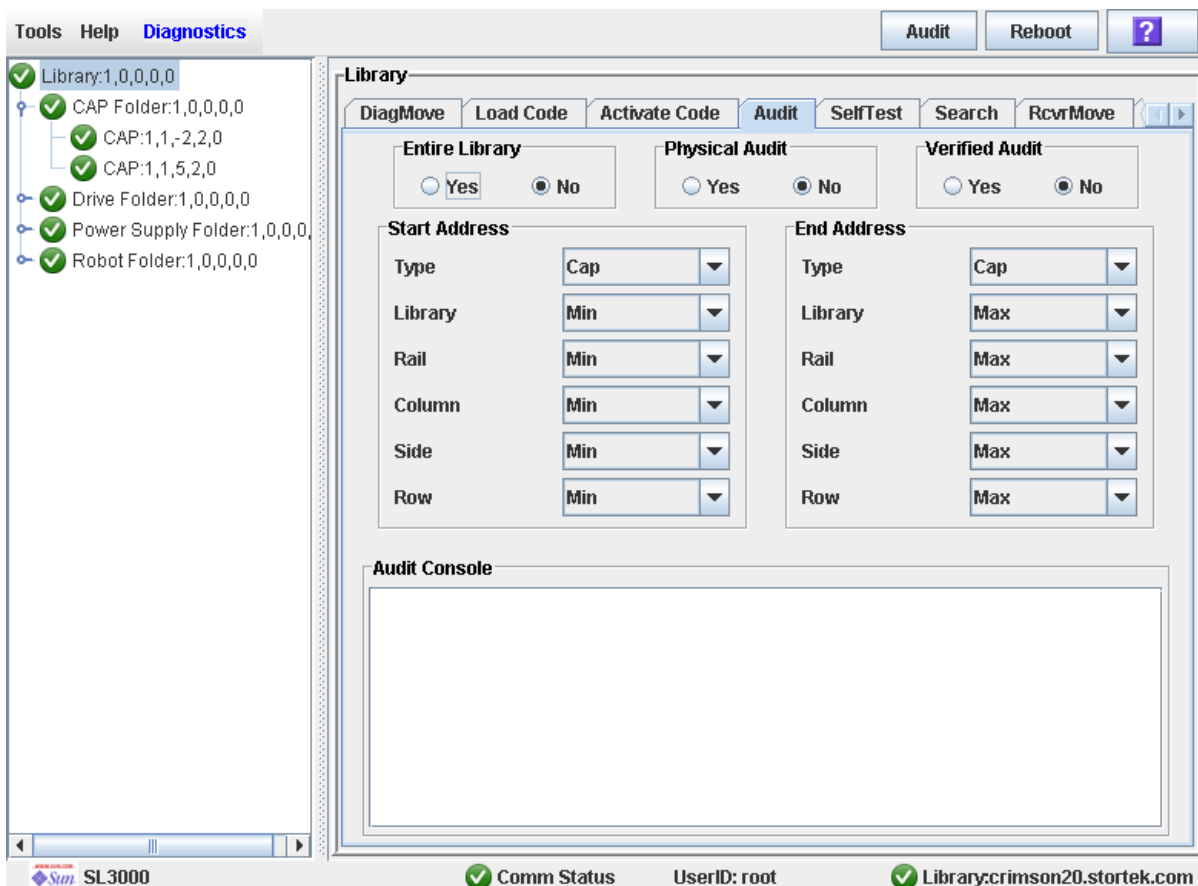 Tools Help Diagnostics
Audit Reboot ?
Library:1,0,0,0,0
CAP Folder:1,0,0,0,0
CAP:1,1,-2,2,0
CAP:1,1,5,2,0
Drive Folder:1,0,0,0,0
Power Supply Folder:1,0,0,0,
Robot Folder:1,0,0,0,0
Library
DiagMove Load Code Activate Code Audit SelfTest Search RcvrMove
Entire Library Physical Audit Verified Audit
Yes No Yes No Yes No
Start Address End Address
Type Cap Type Cap
Library Min Library Max
Rail Min Rail Max
Column Min Column Max
Side Min Side Max
Row Min Row Max
Audit Console
Sun SL3000 Comm Status UserID: root Library:crimson20.stortek.com